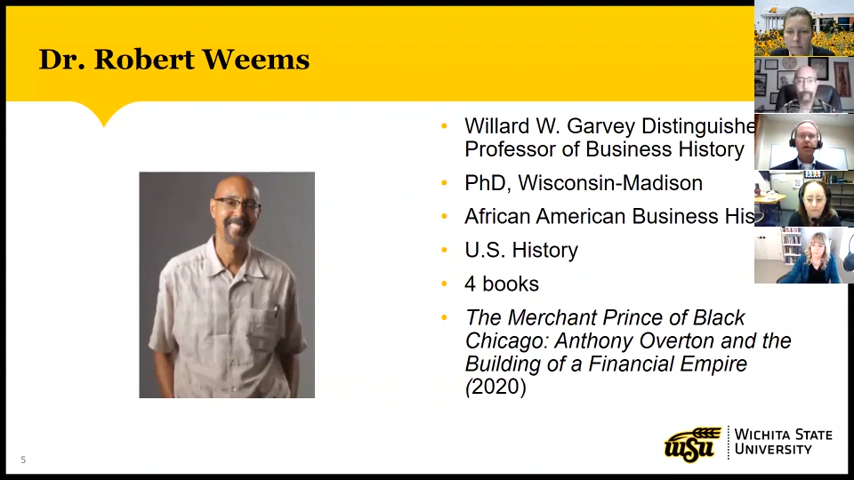 Dr. Robert Weems
Willard W. Garvey Distinguishe
Professor of Business History
PhD, Wisconsin-Madison
African American Business His
U.S. History
4 books
The Merchant Prince of Black
Chicago: Anthony Overton and the
Building of a Financial Empire
(2020)
WSU
WICHITA STATE
UNIVERSITY
5